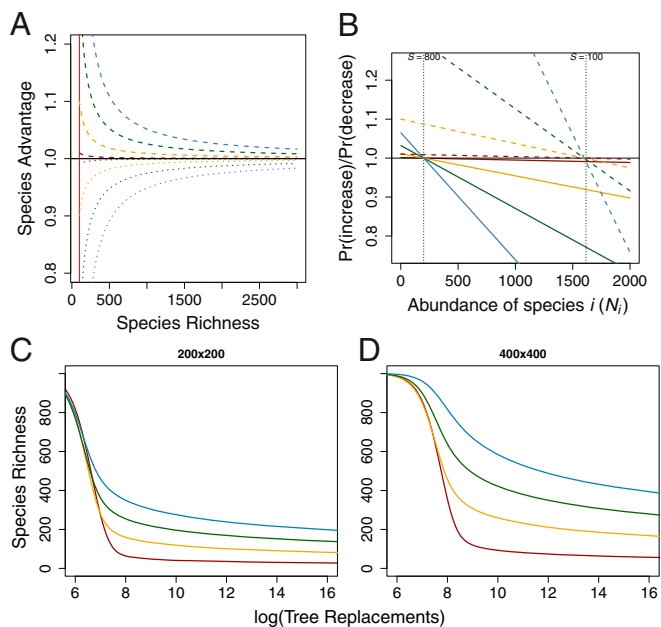 A
Species Advantage
0.8 0.9 1.0 1.1 1.2
0 500 1500 2500
Species Richness
B
Pr(increase)/Pr(decrease)
0.8 0.9 1.0 1.1 1.2
S = 800
S = 100
0 500 1000 1500 2000
Abundance of species i (Nᵢ)
C
200x200
Species Richness
0 200 400 600 800
6 8 10 12 14 16
D
400x400
0 200 400 600 800
6 8 10 12 14 16
log(Tree Replacements)